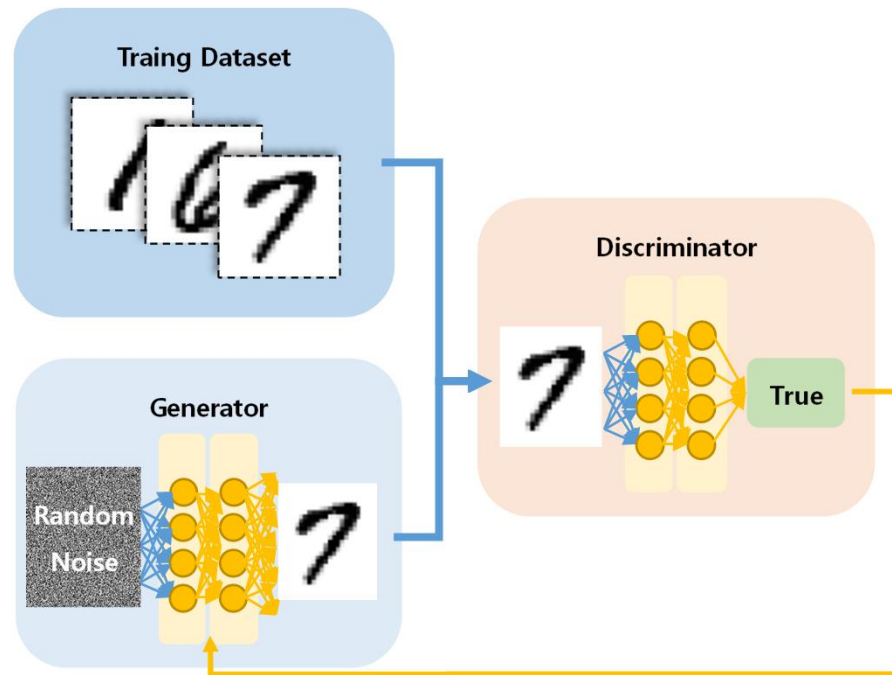 Traing Dataset
Discriminator
True
Generator
Random
Noise